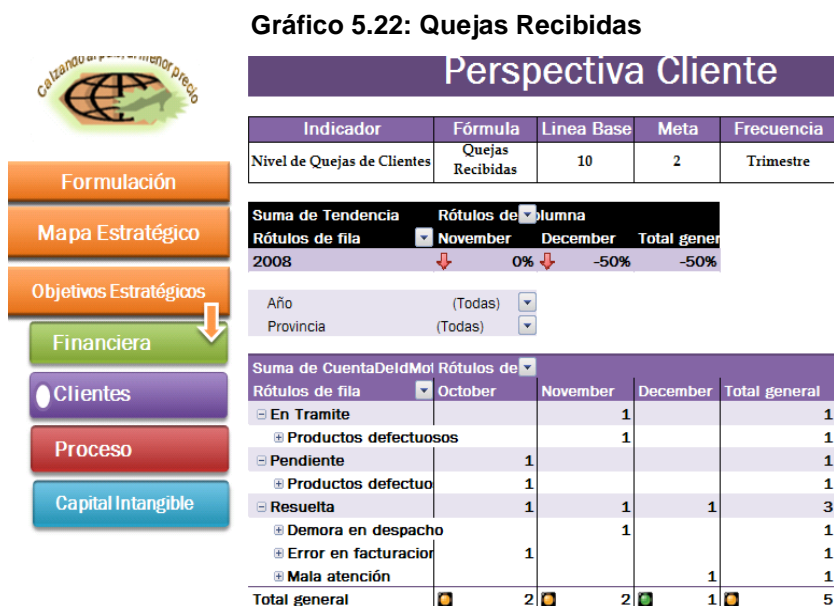 Gráfico 5.22: Quejas Recibidas
Perspectiva Cliente
Indicador Fórmula Linea Base Meta Frecuencia
Nivel de Quejas de Clientes Quejas Recibidas 10 2 Trimestre
Formulación
Mapa Estratégico
Objetivos Estratégicos
Financiera
Clientes
Proceso
Capital Intangible
Suma de Tendencia Rótulos de olumna
Rótulos de fila November December Total gener
2008 0% -50% -50%
Año (Todas)
Provincia (Todas)
Suma de CuentaDeIdMot Rótulos de
Rótulos de fila October November December Total general
En Tramite 1 1
Productos defectuosos 1 1
Pendiente 1 1
Productos defectuo 1 1
Resuelta 1 1 1 3
Demora en despacho 1 1
Error en facturacion 1 1
Mala atención 1 1
Total general 2 2 1 5